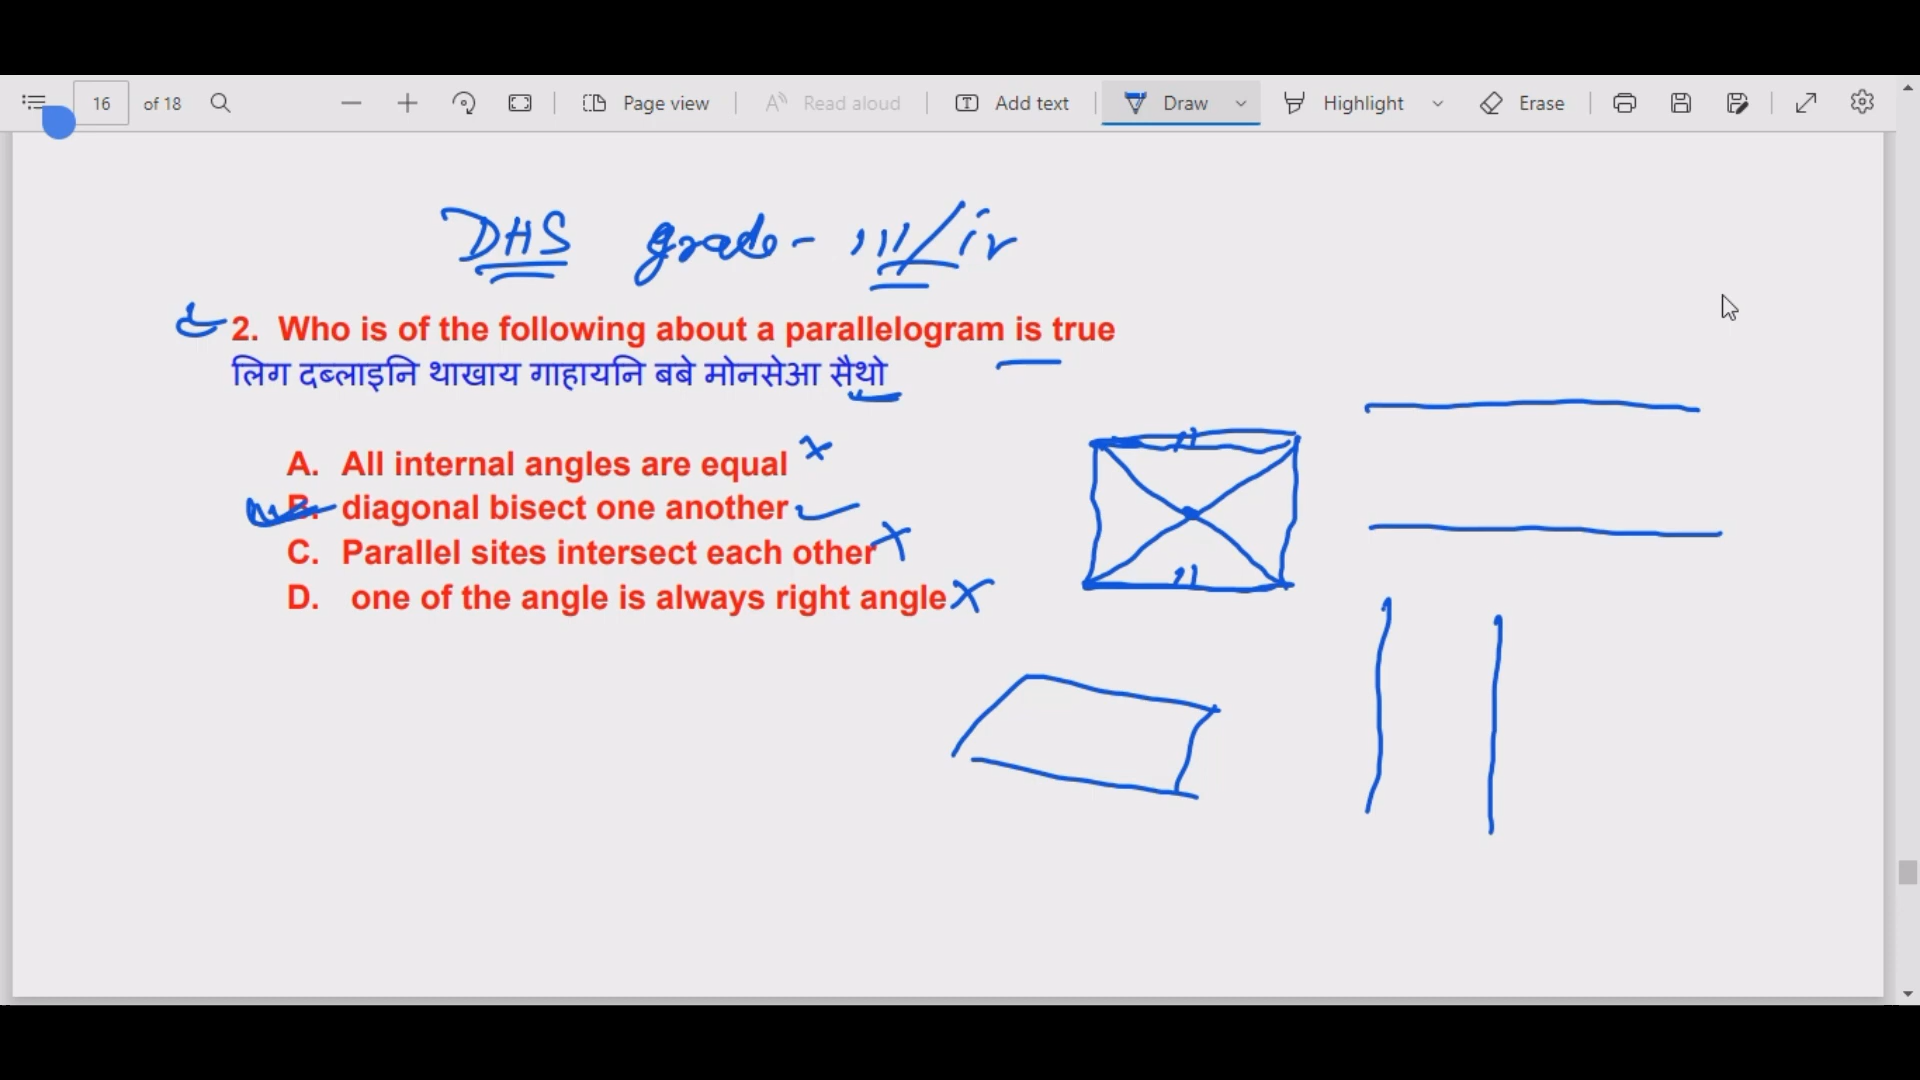 16 of 18 Page view Read aloud Add text Draw Highlight Erase
DHS grade - III/iv
2. Who is of the following about a parallelogram is true
लिग दब्लाइनि थाखाय गाहायनि बबे मोनसेआ सैथो
A. All internal angles are equal
B. diagonal bisect one another
C. Parallel sites intersect each other
D. one of the angle is always right angle